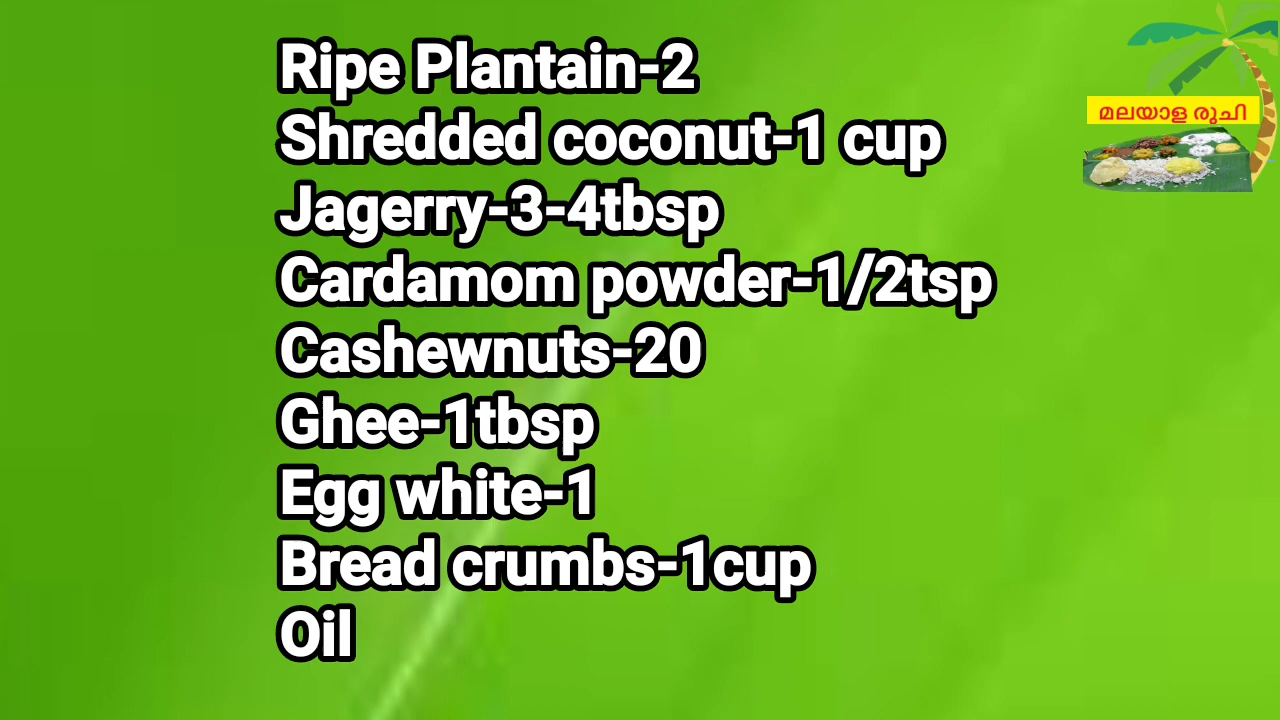 Ripe Plantain-2
Shredded coconut-1 cup
Jagerry-3-4tbsp
Cardamom powder-1/2tsp
Cashewnuts-20
Ghee-1tbsp
Egg white-1
Bread crumbs-1cup
Oil
മലയാള രുചി